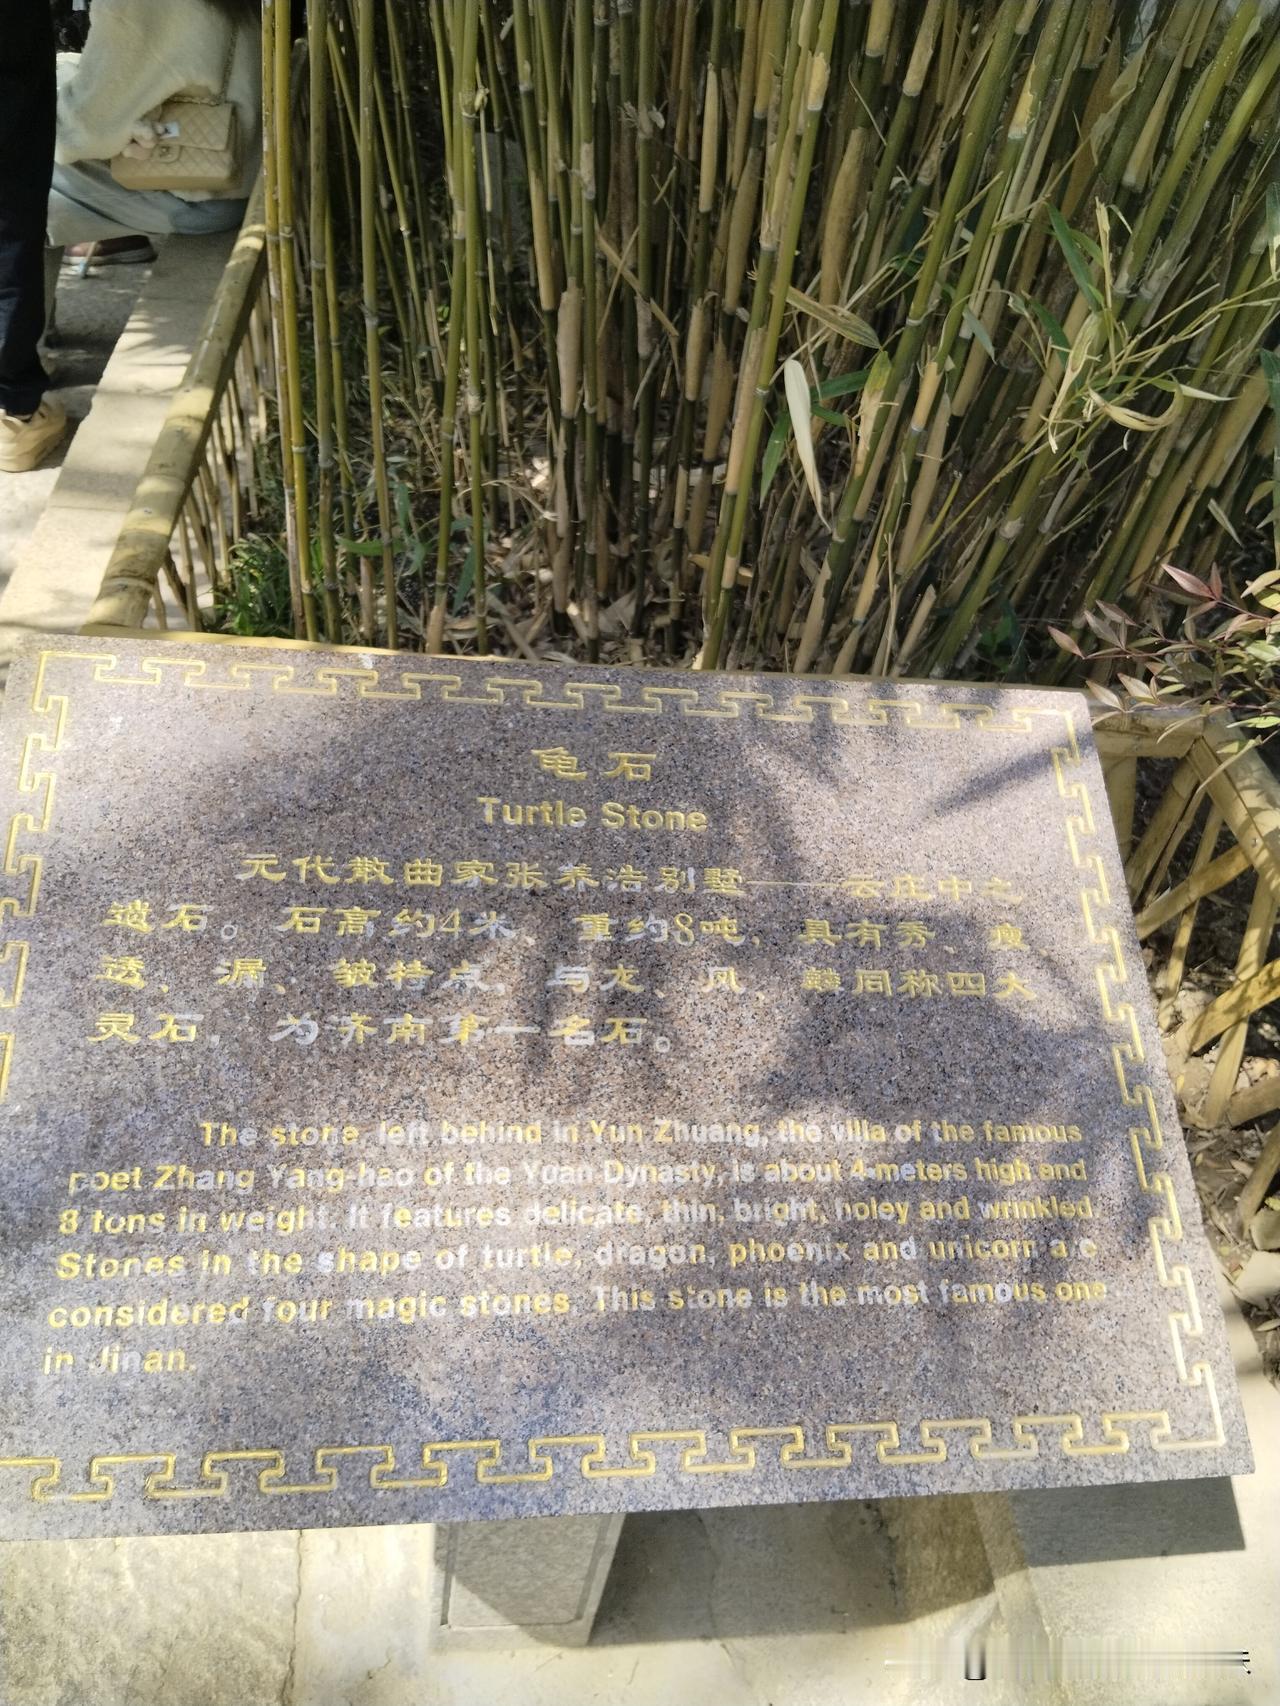 龟石
Turtle Stone
元代散曲家张养浩别墅——云庄中之
遗石。石高约4米、重约8吨，具有秀、瘦、
透、漏、皱特点，与龙、凤、麟同称四大
灵石，为济南第一名石。
The stone, left behind in Yun Zhuang, the villa of the famous
poet Zhang Yang-hao of the Yuan Dynasty, is about 4-meters high and
8 tons in weight. It features delicate, thin, bright, holey and wrinkled.
Stones in the shape of turtle, dragon, phoenix and unicorn are
considered four magic stones. This stone is the most famous one
in Jinan.